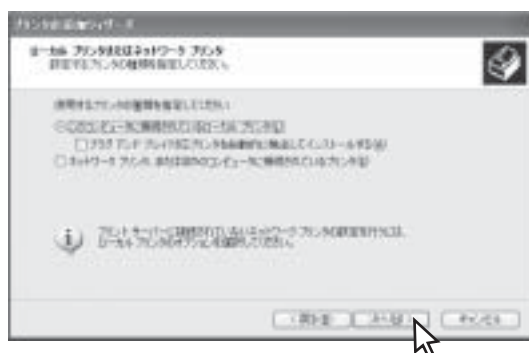 プリンタの追加ウィザード
ローカル プリンタまたはネットワーク プリンタ
設定するプリンタの種類を指定してください。
使用するプリンタの種類を指定してください:
このコンピュータに接続されているローカル プリンタ(L)
プラグ アンド プレイ対応プリンタを自動的に検出してインストールする(A)
ネットワーク プリンタ、またはほかのコンピュータに接続されているプリンタ(E)
プリント サーバーに接続されていないネットワーク プリンタの設定を行うには、
ローカル プリンタのオプションを選択してください。
< 戻る(B) 次へ(N) > キャンセル